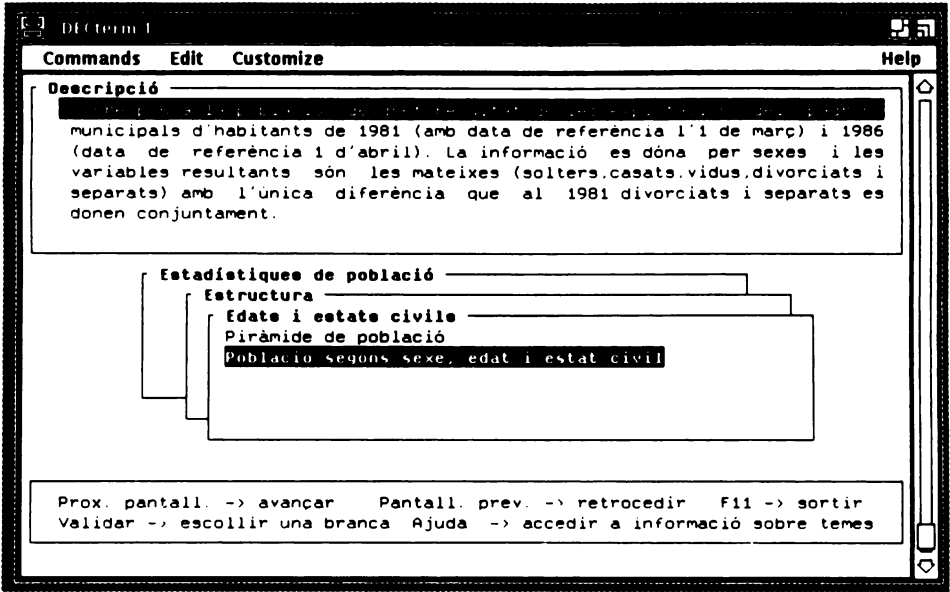 DECterm 1
Commands Edit Customize Help
Descripció
municipals d'habitants de 1981 (amb data de referència l'1 de març) i 1986
(data de referència 1 d'abril). La informació es dóna per sexes i les
variables resultants són les mateixes (solters,casats,vidus,divorciats i
separats) amb l'única diferència que al 1981 divorciats i separats es
donen conjuntament.
Estadístiques de població
Estructura
Edats i estats civils
Piràmide de població
Població segons sexe, edat i estat civil
Prox. pantall. -> avançar Pantall. prev. -> retrocedir F11 -> sortir
Validar -> escollir una branca Ajuda -> accedir a informació sobre temes